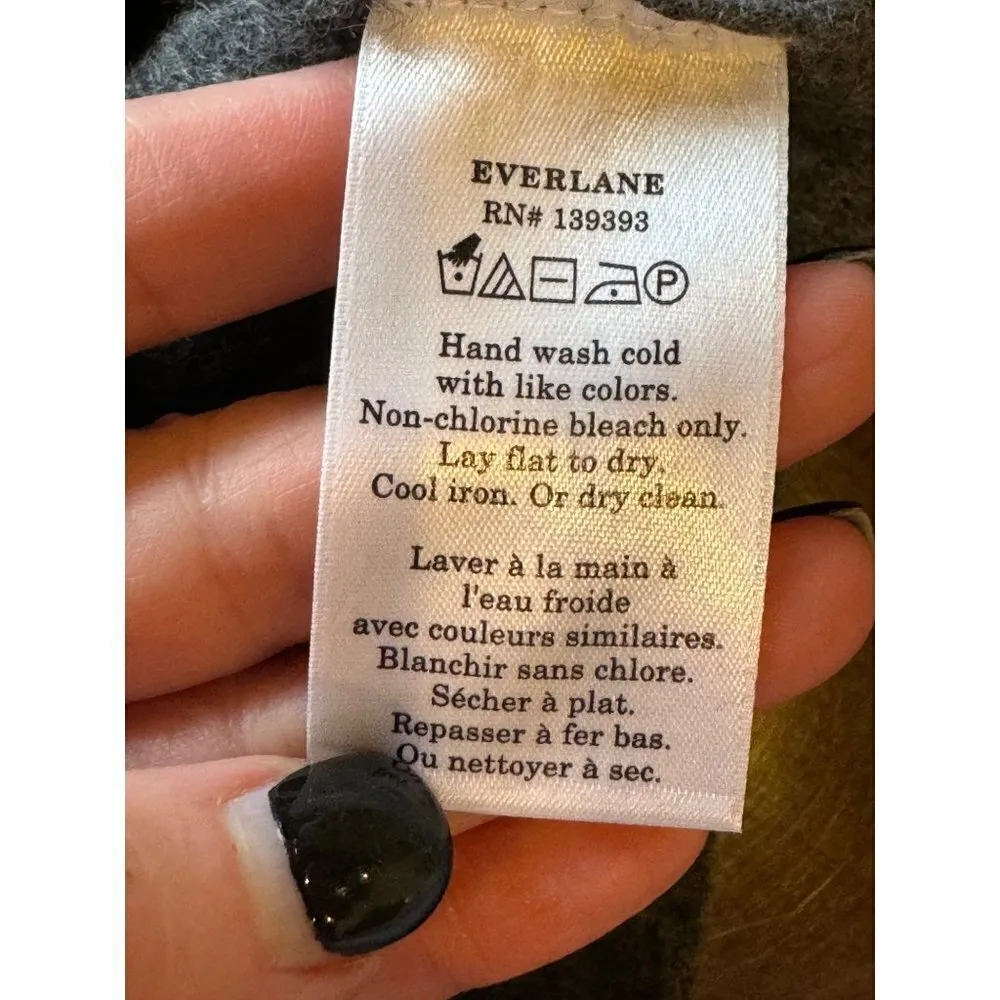 EVERLANE
RN# 139393
P
Hand wash cold
with like colors.
Non-chlorine bleach only.
Lay flat to dry.
Cool iron. Or dry clean.
Laver à la main à
l'eau froide
avec couleurs similaires.
Blanchir sans chlore.
Sécher à plat.
Repasser à fer bas.
Ou nettoyer à sec.